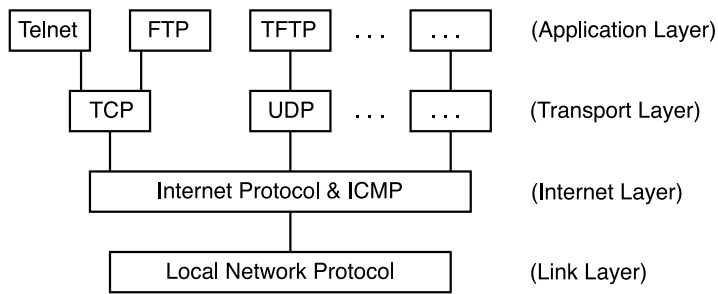 Telnet FTP TFTP . . . . . . (Application Layer)
TCP UDP . . . . . . (Transport Layer)
Internet Protocol & ICMP (Internet Layer)
Local Network Protocol (Link Layer)